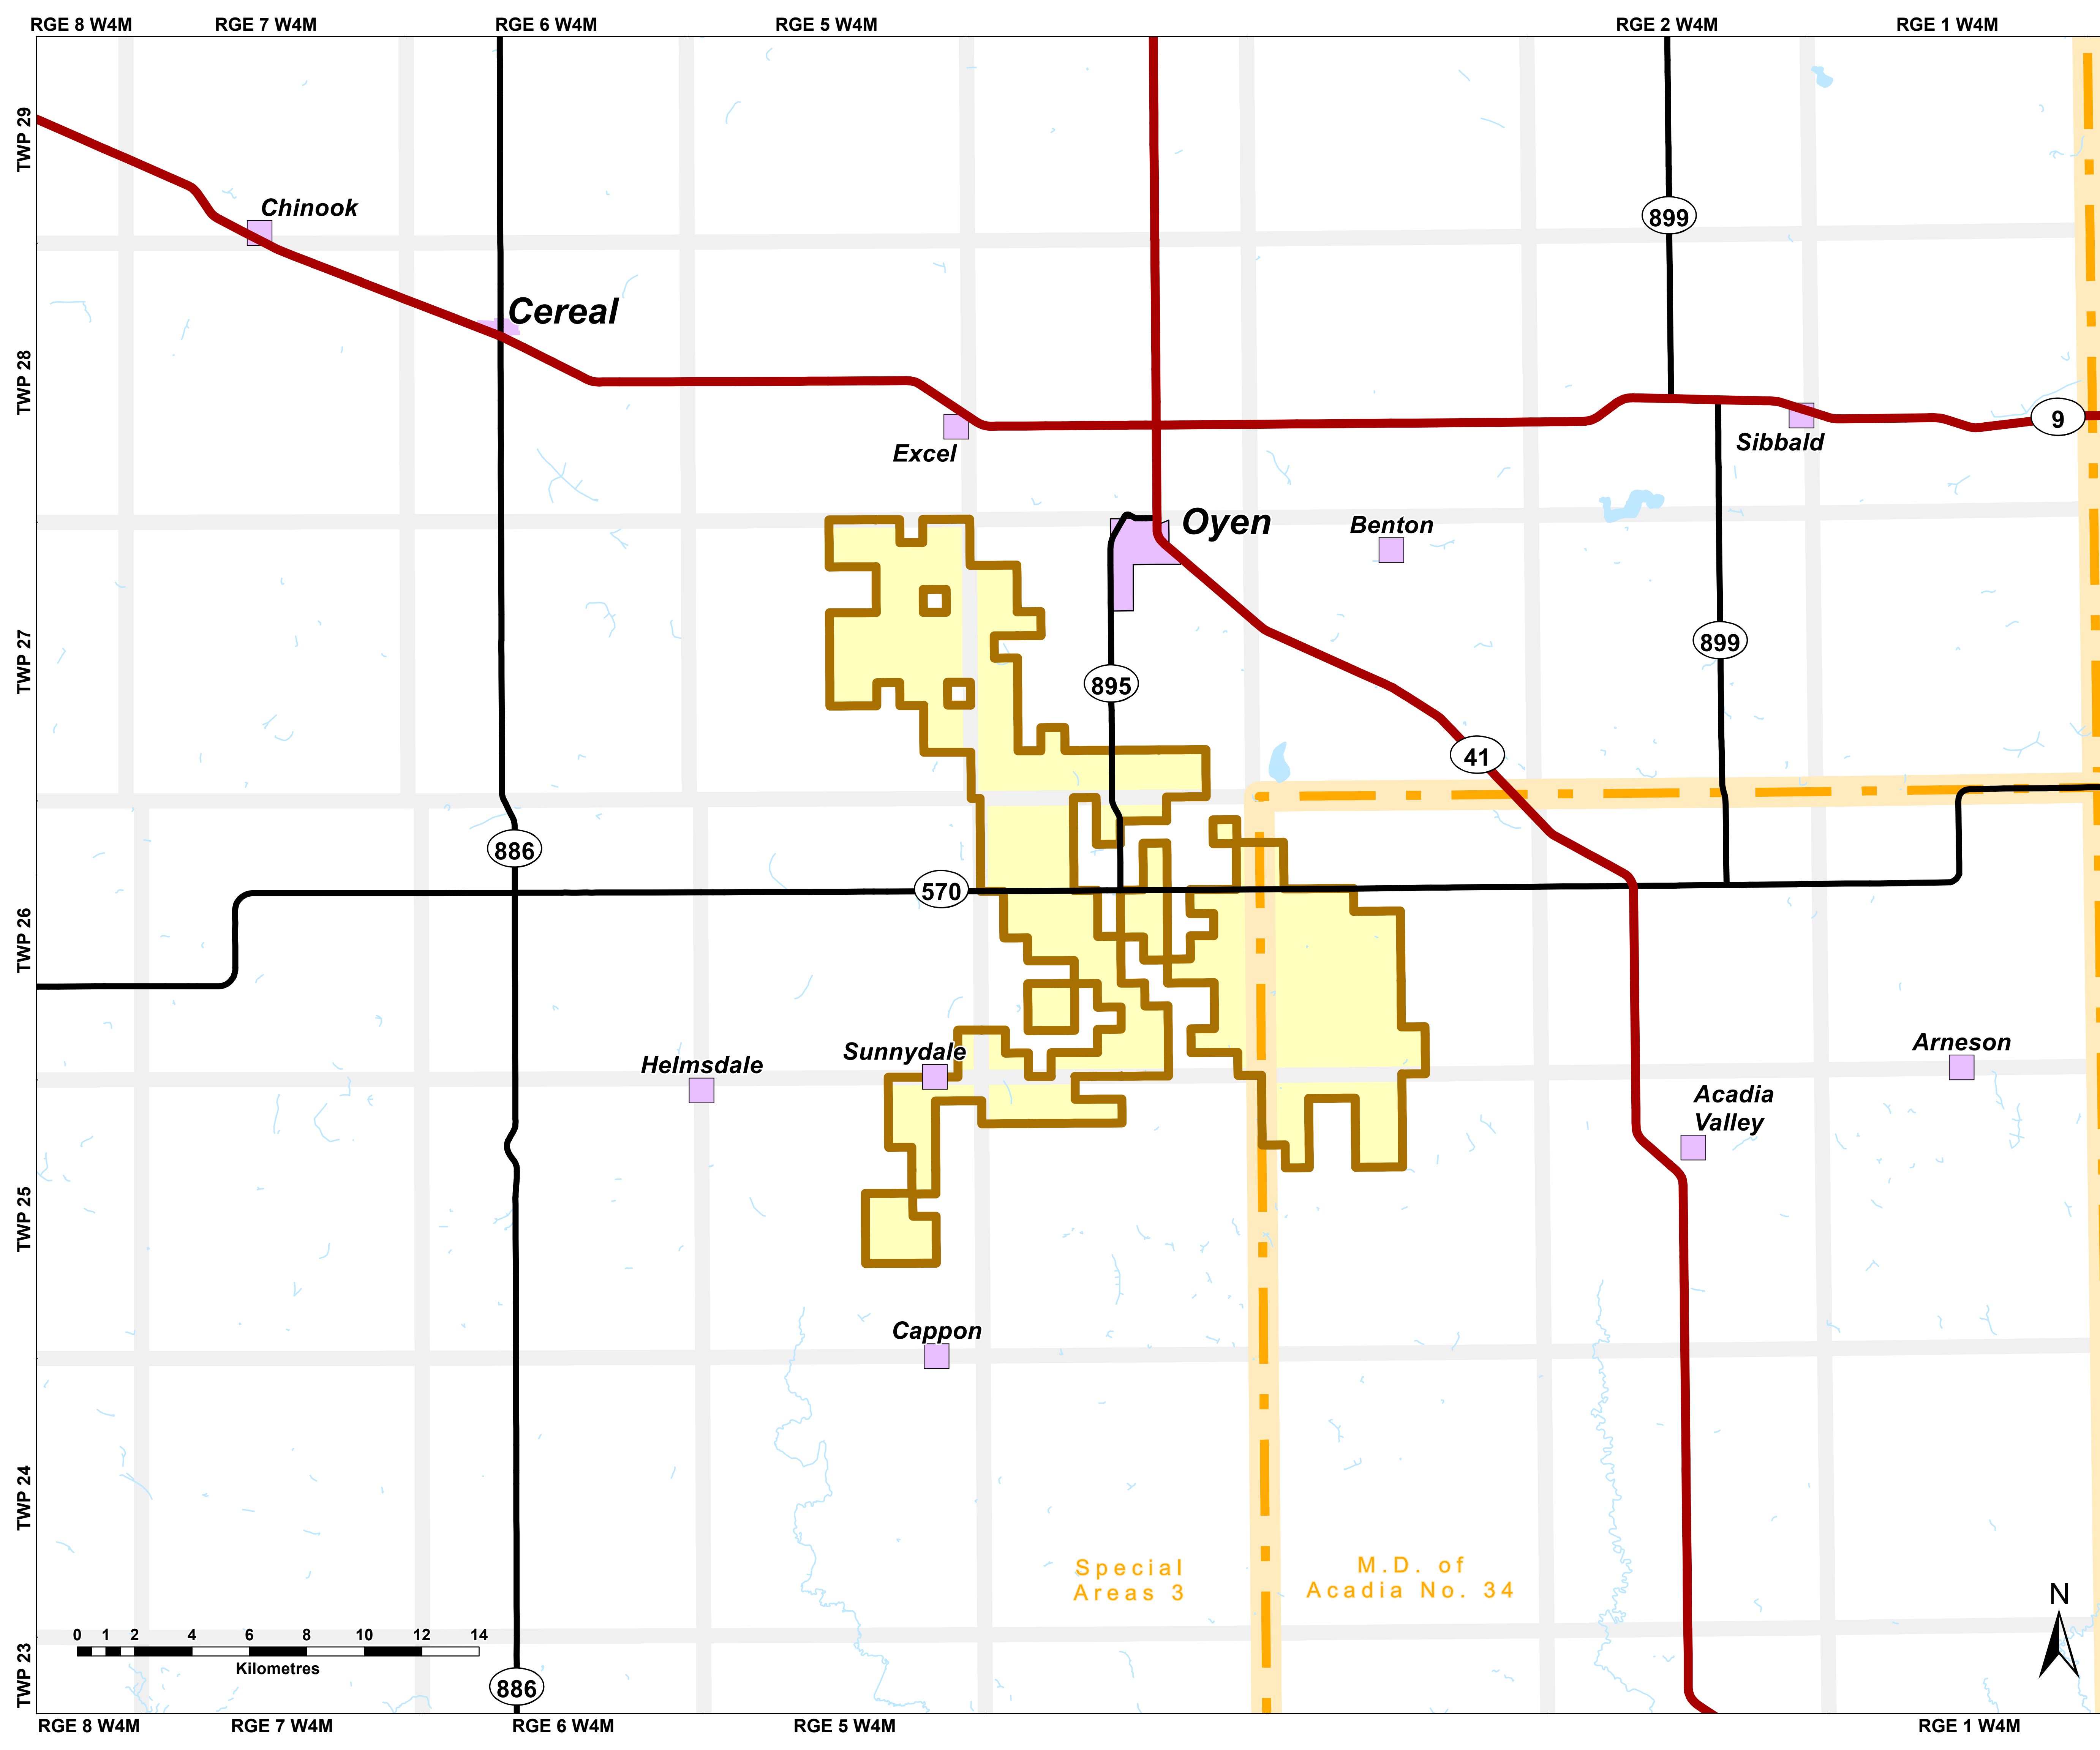 RGE 8 W4M
RGE 7 W4M
RGE 6 W4M
RGE 5 W4M
RGE 2 W4M
RGE 1 W4M
TWP 29
Chinook
899
Cereal
TWP 28
9
Excel
Sibbald
Oyen
Benton
TWP 27
899
895
41
886
570
TWP 26
Sunnydale
Helmsdale
Arneson
Acadia
Valley
TWP 25
Cappon
TWP 24
Special
Areas 3
M.D. of
Acadia No. 34
N
0 1 2 4 6 8 10 12 14
Kilometres
TWP 23
886
RGE 8 W4M
RGE 7 W4M
RGE 6 W4M
RGE 5 W4M
RGE 1 W4M